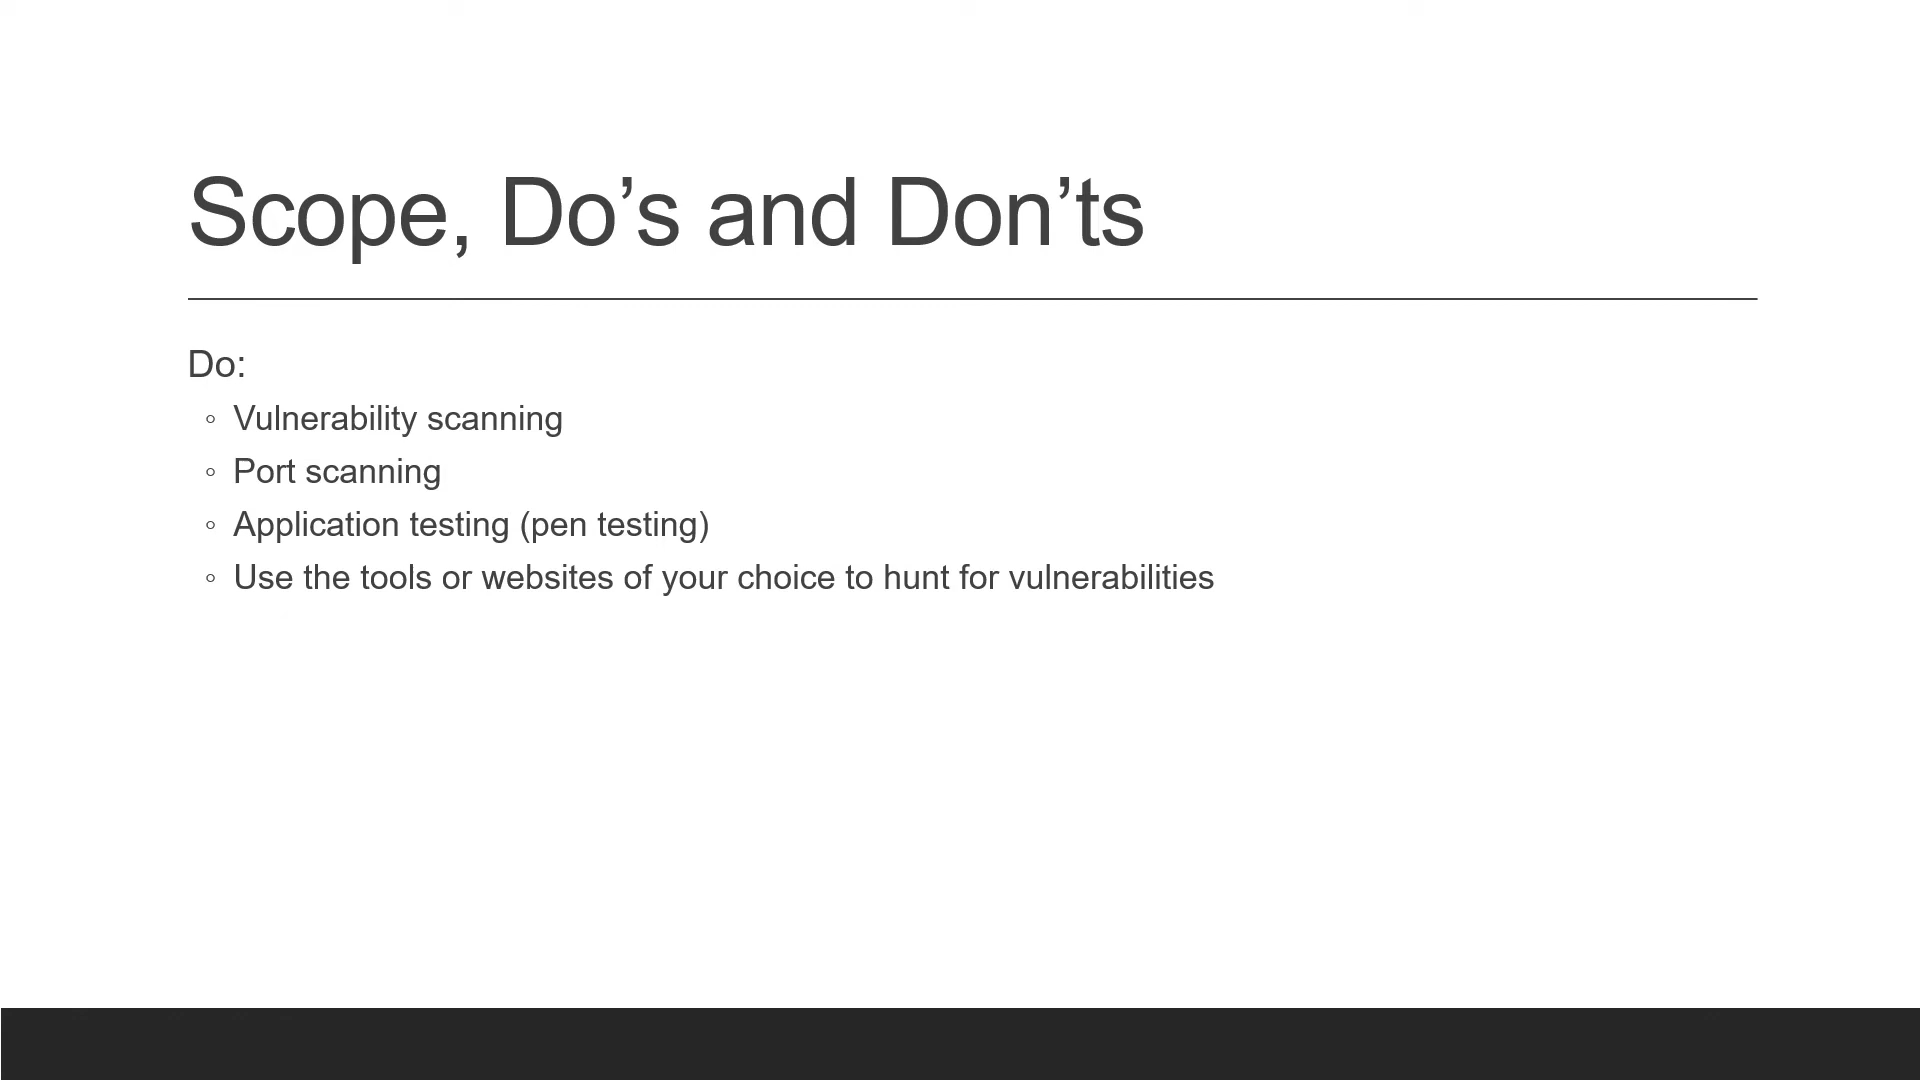 Scope, Do’s and Don’ts
Do:
◦ Vulnerability scanning
◦ Port scanning
◦ Application testing (pen testing)
◦ Use the tools or websites of your choice to hunt for vulnerabilities